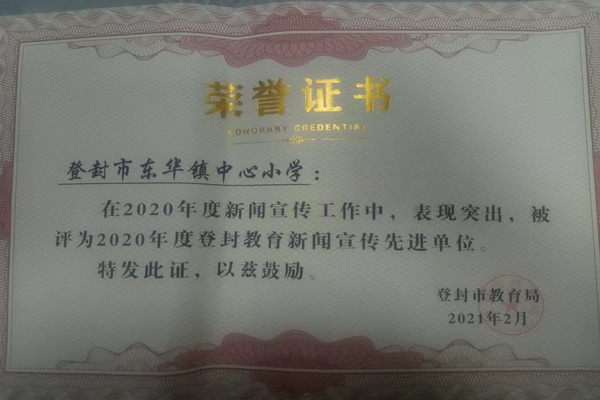 荣誉证书
HONORARY CREDENTIAL
登封市东华镇中心小学：
在2020年度新闻宣传工作中，表现突出，被
评为2020年度登封教育新闻宣传先进单位。
特发此证，以兹鼓励。
登封市教育局
2021年2月